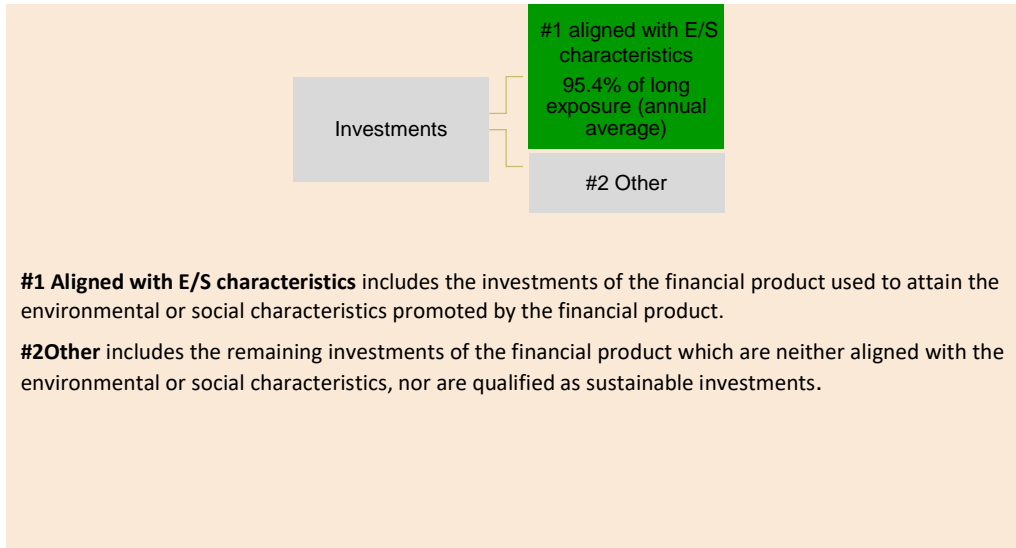 #1 aligned with E/S
characteristics
95.4% of long
exposure (annual
average)
Investments
#2 Other
#1 Aligned with E/S characteristics includes the investments of the financial product used to attain the
environmental or social characteristics promoted by the financial product.
#2Other includes the remaining investments of the financial product which are neither aligned with the
environmental or social characteristics, nor are qualified as sustainable investments.